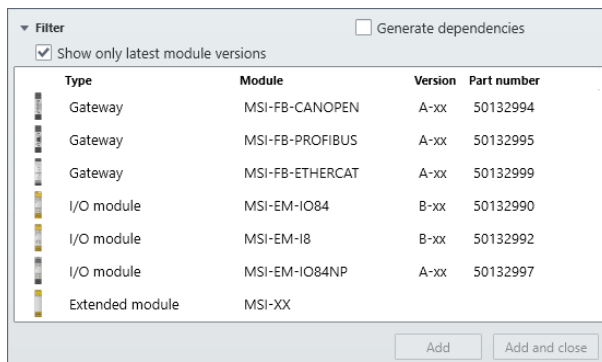 Filter Generate dependencies
Show only latest module versions
Type Module Version Part number
Gateway MSI-FB-CANOPEN A-xx 50132994
Gateway MSI-FB-PROFIBUS A-xx 50132995
Gateway MSI-FB-ETHERCAT A-xx 50132999
I/O module MSI-EM-IO84 B-xx 50132990
I/O module MSI-EM-I8 B-xx 50132992
I/O module MSI-EM-IO84NP A-xx 50132997
Extended module MSI-XX
Add Add and close